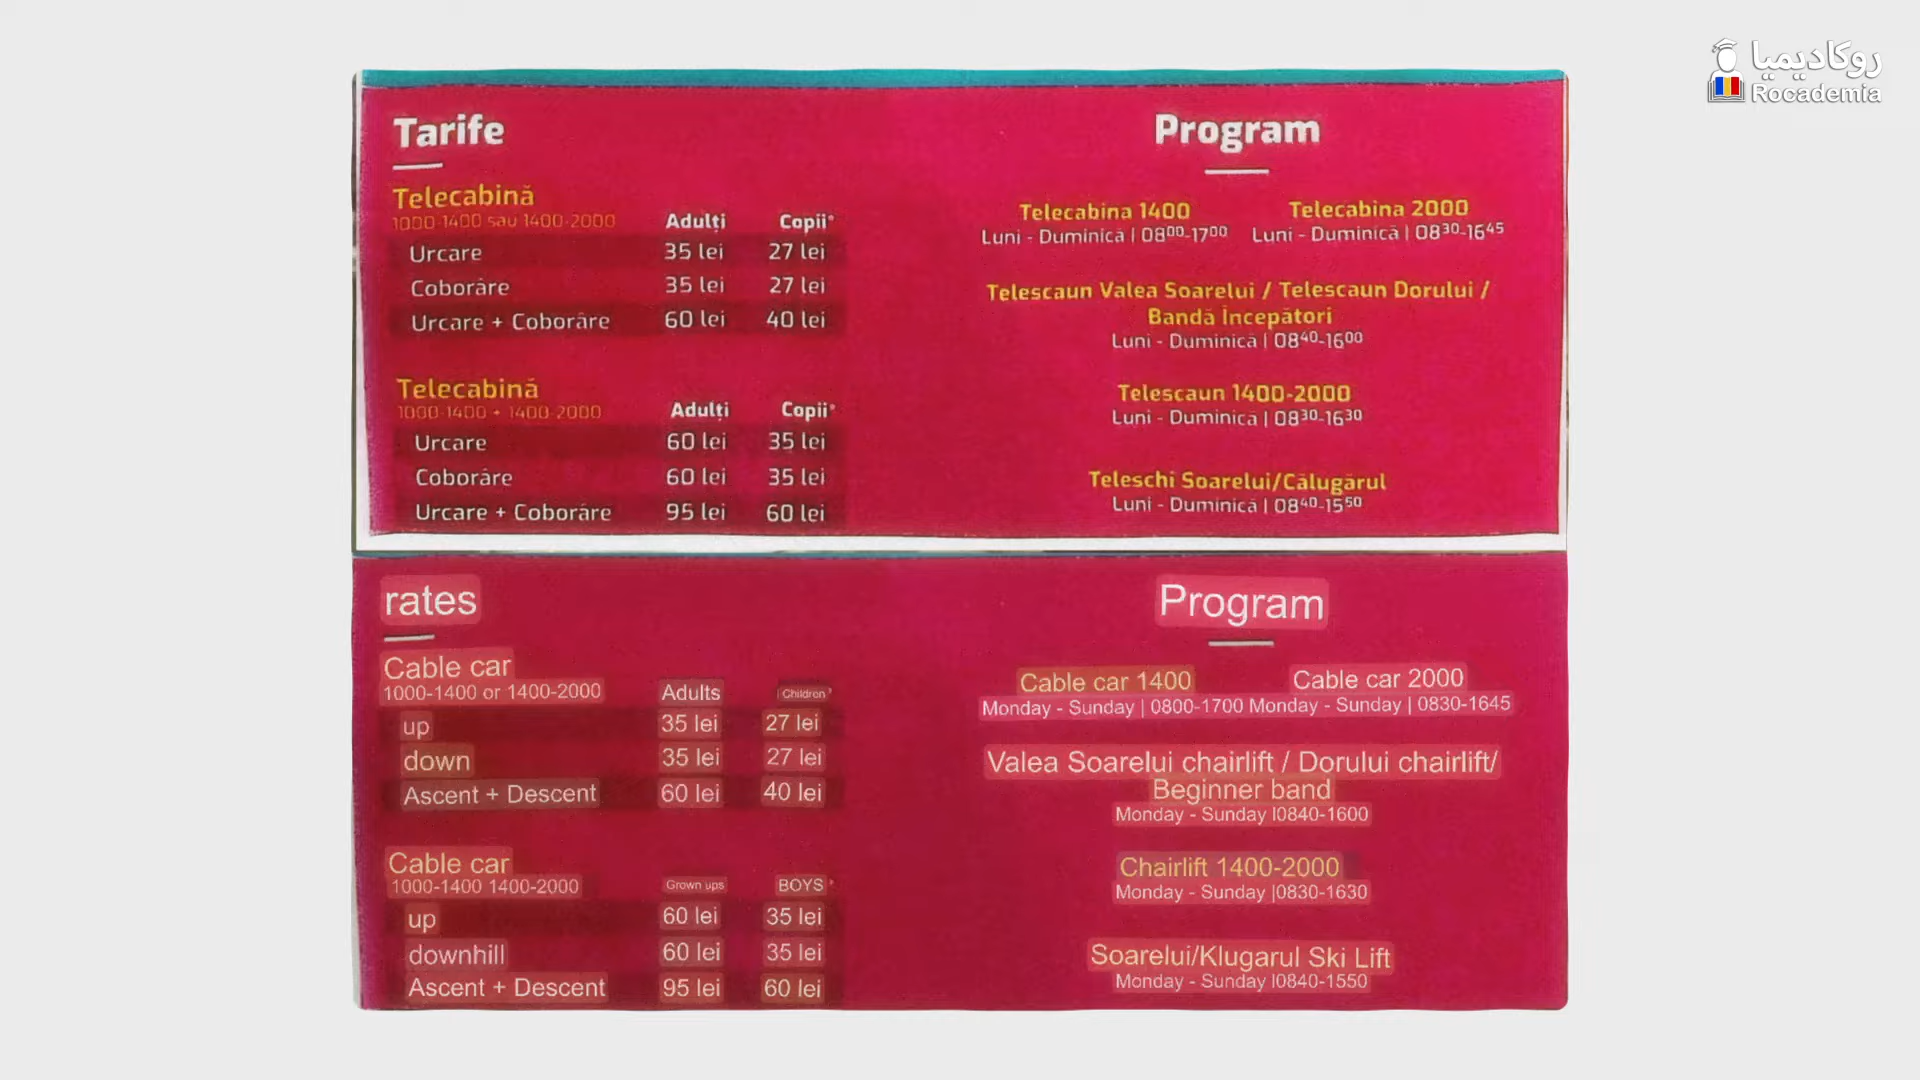 روكاديميا
Rocademia
Tarife
Telecabină
1000-1400 sau 1400-2000
Adulți Copii*
Urcare 35 lei 27 lei
Coborâre 35 lei 27 lei
Urcare + Coborâre 60 lei 40 lei
Telecabină
1000-1400 + 1400-2000
Adulți Copii*
Urcare 60 lei 35 lei
Coborâre 60 lei 35 lei
Urcare + Coborâre 95 lei 60 lei
Program
Telecabina 1400 Telecabina 2000
Luni - Duminică | 08⁰⁰-17⁰⁰ Luni - Duminică | 08³⁰-16⁴⁵
Telescaun Valea Soarelui / Telescaun Dorului /
Bandă Începători
Luni - Duminică | 08⁴⁰-16⁰⁰
Telescaun 1400-2000
Luni - Duminică | 08³⁰-16³⁰
Teleschi Soarelui/Călugărul
Luni - Duminică | 08⁴⁰-15⁵⁰
rates
Cable car
1000-1400 or 1400-2000
Adults Children
up 35 lei 27 lei
down 35 lei 27 lei
Ascent + Descent 60 lei 40 lei
Cable car
1000-1400 1400-2000
Grown ups BOYS
up 60 lei 35 lei
downhill 60 lei 35 lei
Ascent + Descent 95 lei 60 lei
Program
Cable car 1400 Cable car 2000
Monday - Sunday | 0800-1700 Monday - Sunday | 0830-1645
Valea Soarelui chairlift / Dorului chairlift/
Beginner band
Monday - Sunday l0840-1600
Chairlift 1400-2000
Monday - Sunday |0830-1630
Soarelui/Klugarul Ski Lift
Monday - Sunday l0840-1550